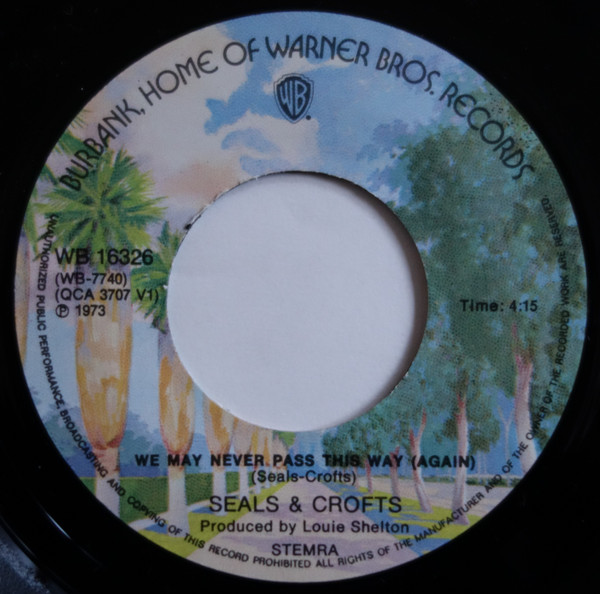 BURBANK, HOME OF WARNER BROS. RECORDS
WB
WB 16326
(WB-7740)
(QCA 3707 V1)
℗ 1973
Time: 4:15
WE MAY NEVER PASS THIS WAY (AGAIN)
(Seals-Crofts)
SEALS & CROFTS
Produced by Louie Shelton
STEMRA
UNAUTHORIZED PUBLIC PERFORMANCE, BROADCASTING AND COPYING OF THIS RECORD PROHIBITED ALL RIGHTS OF THE MANUFACTURER AND OF THE OWNER OF THE RECORDED WORK ARE RESERVED.